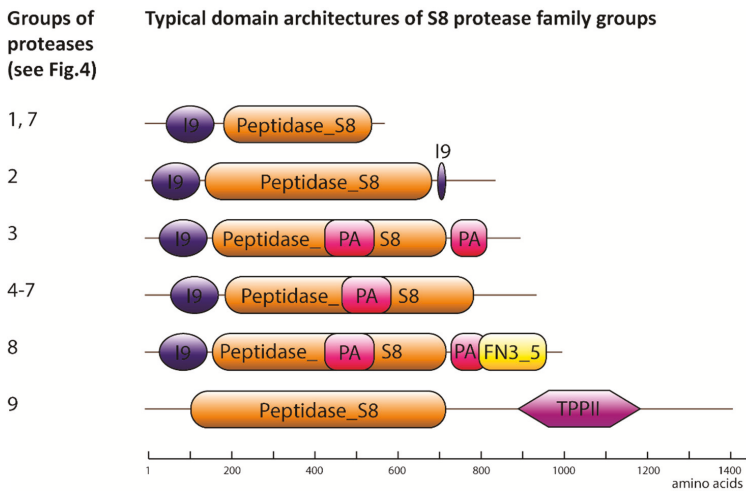 Groups of proteases (see Fig.4)
Typical domain architectures of S8 protease family groups
1, 7
I9 Peptidase_S8
I9
2
I9 Peptidase_S8
3
I9 Peptidase_ PA S8 PA
4-7
I9 Peptidase_ PA S8
8
I9 Peptidase_ PA S8 PA FN3_5
9
Peptidase_S8 TPPII
1 200 400 600 800 1000 1200 1400
amino acids